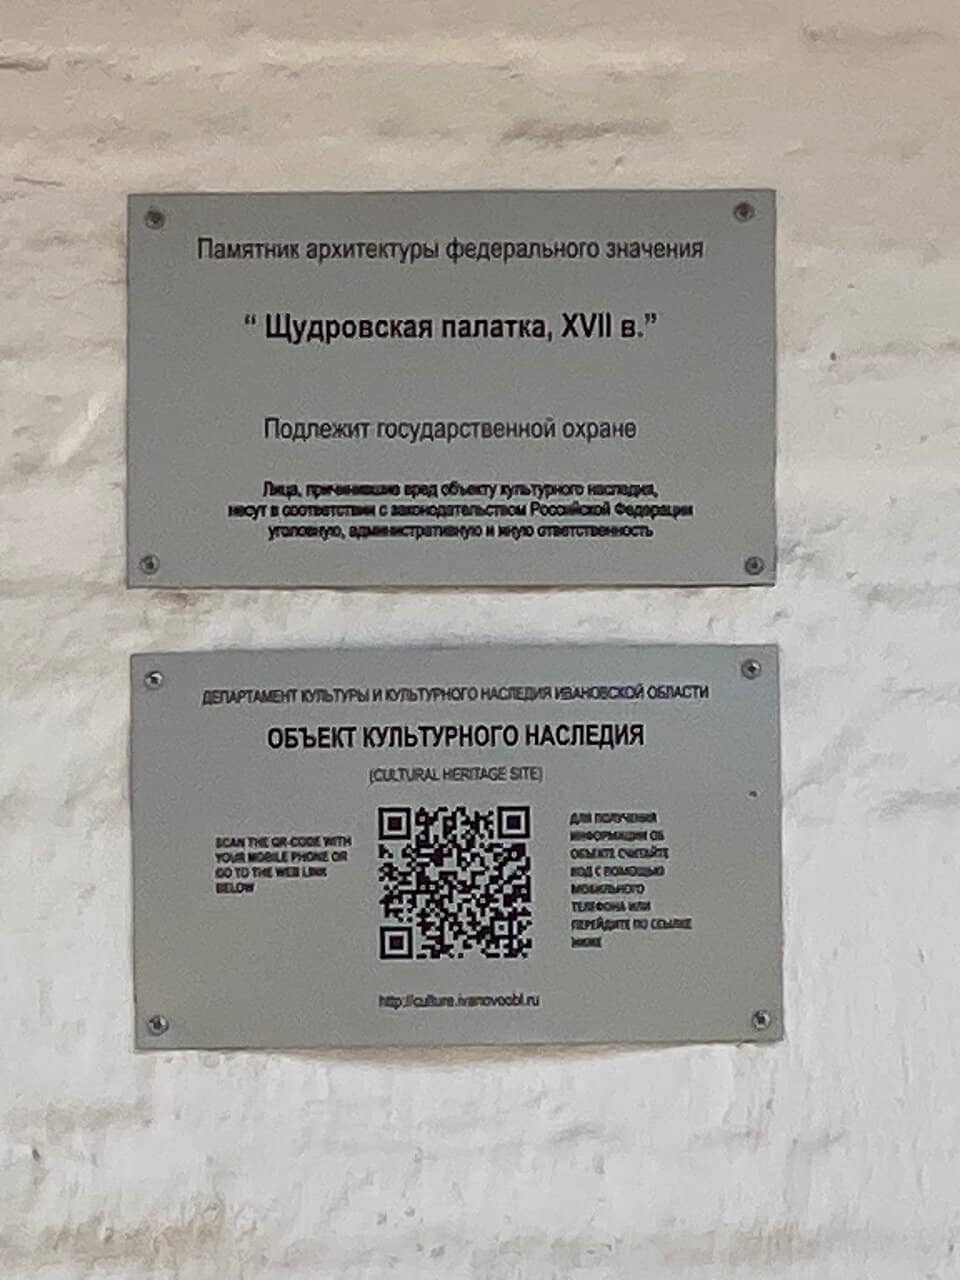 Памятник архитектуры федерального значения
“ Щудровская палатка, XVII в.”
Подлежит государственной охране
Лица, причинившие вред объекту культурного наследия,
несут в соответствии с законодательством Российской Федерации
уголовную, административную и иную ответственность
ДЕПАРТАМЕНТ КУЛЬТУРЫ И КУЛЬТУРНОГО НАСЛЕДИЯ ИВАНОВСКОЙ ОБЛАСТИ
ОБЪЕКТ КУЛЬТУРНОГО НАСЛЕДИЯ
(CULTURAL HERITAGE SITE)
SCAN THE QR-CODE WITH
YOUR MOBILE PHONE OR
GO TO THE WEB LINK
BELOW
ДЛЯ ПОЛУЧЕНИЯ
ИНФОРМАЦИИ ОБ
ОБЪЕКТЕ СЧИТАЙТЕ
КОД С ПОМОЩЬЮ
МОБИЛЬНОГО
ТЕЛЕФОНА ИЛИ
ПЕРЕЙДИТЕ ПО ССЫЛКЕ
НИЖЕ
http://culture.ivanovoobl.ru